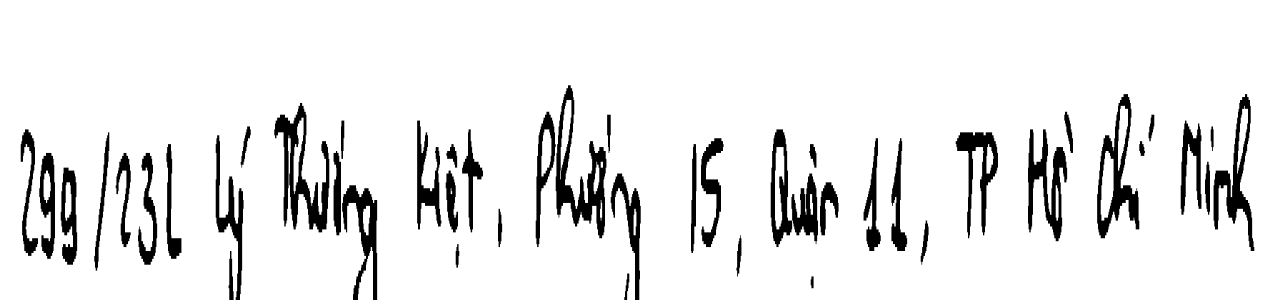 299/23L Lý Thường Kiệt, Phường 15, Quận 11, TP Hồ Chí Minh